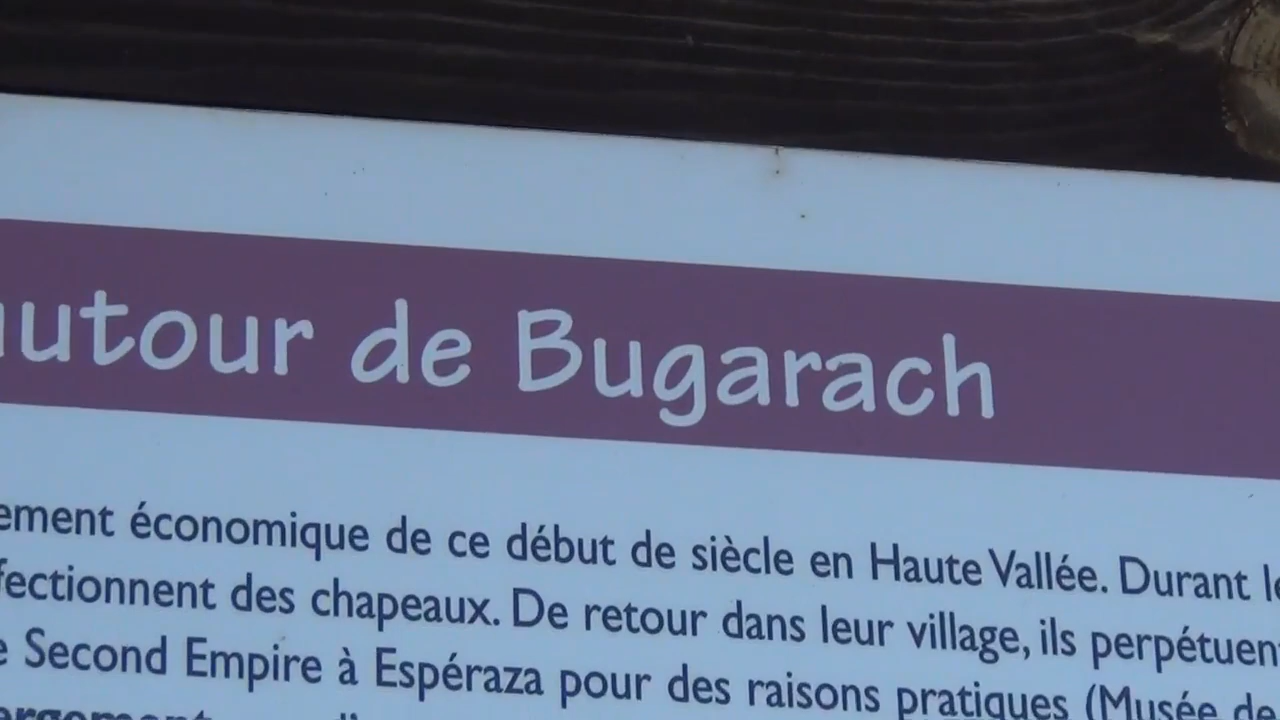 autour de Bugarach
ement économique de ce début de siècle en Haute Vallée. Durant le
fectionnent des chapeaux. De retour dans leur village, ils perpétuen
e Second Empire à Espéraza pour des raisons pratiques (Musée de